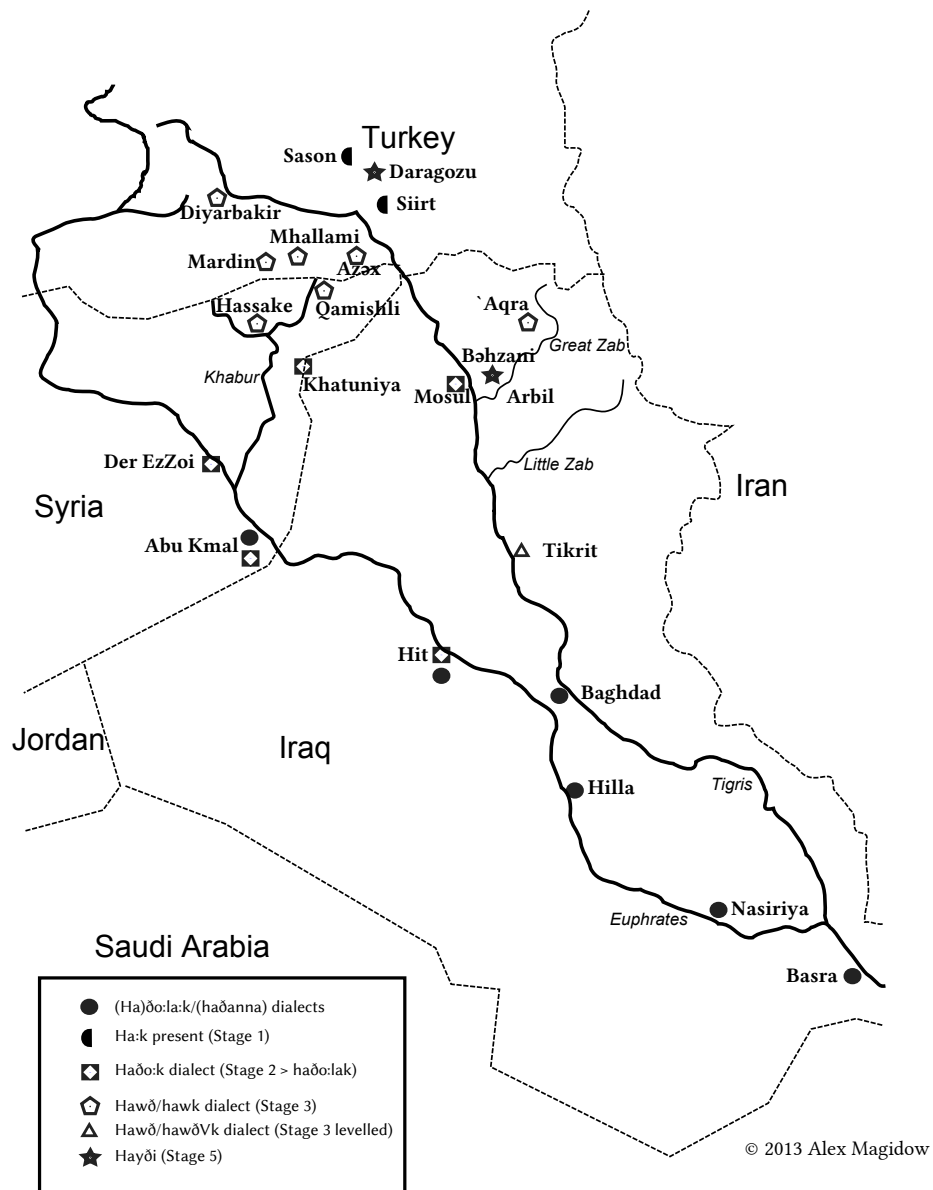 Turkey
Sason
Daragozu
Siirt
Diyarbakir
Mhallami
Mardin
Azəx
Hassake
Qamishli
`Aqra
Great Zab
Khabur
Khatuniya
Bəhzani
Mosul
Arbil
Der EzZoi
Little Zab
Iran
Syria
Abu Kmal
Tikrit
Hit
Baghdad
Jordan
Iraq
Hilla
Tigris
Nasiriya
Euphrates
Saudi Arabia
Basra
(Ha)ðo:la:k/(haðanna) dialects
Ha:k present (Stage 1)
Haðo:k dialect (Stage 2 > haðo:lak)
Hawð/hawk dialect (Stage 3)
Hawð/hawðVk dialect (Stage 3 levelled)
Hayði (Stage 5)
© 2013 Alex Magidow